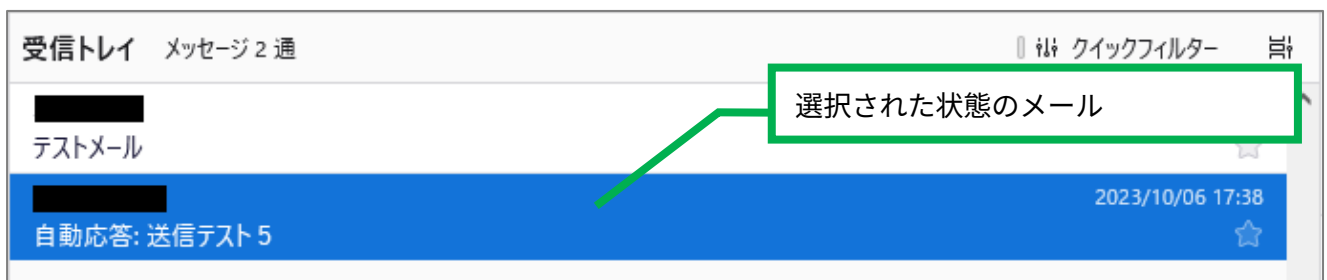 受信トレイ メッセージ 2 通 クイックフィルター
選択された状態のメール
テストメール
2023/10/06 17:38
自動応答: 送信テスト 5